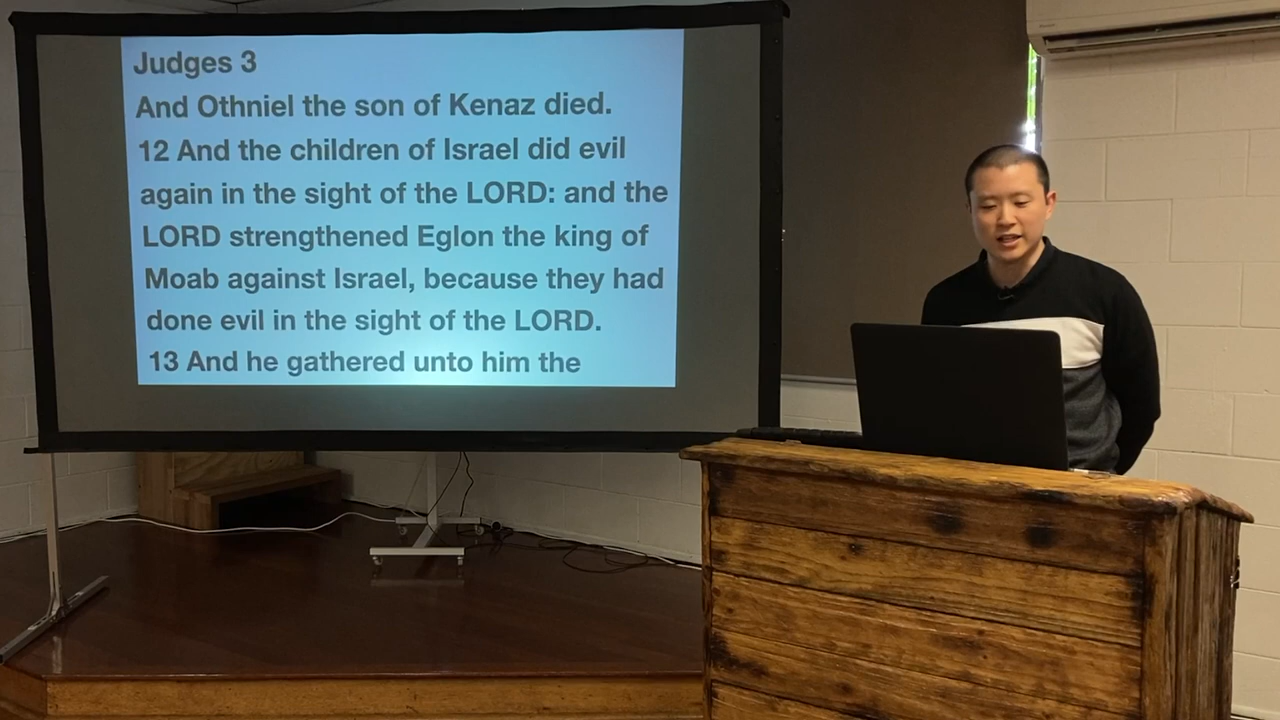 Judges 3
And Othniel the son of Kenaz died.
12 And the children of Israel did evil
again in the sight of the LORD: and the
LORD strengthened Eglon the king of
Moab against Israel, because they had
done evil in the sight of the LORD.
13 And he gathered unto him the